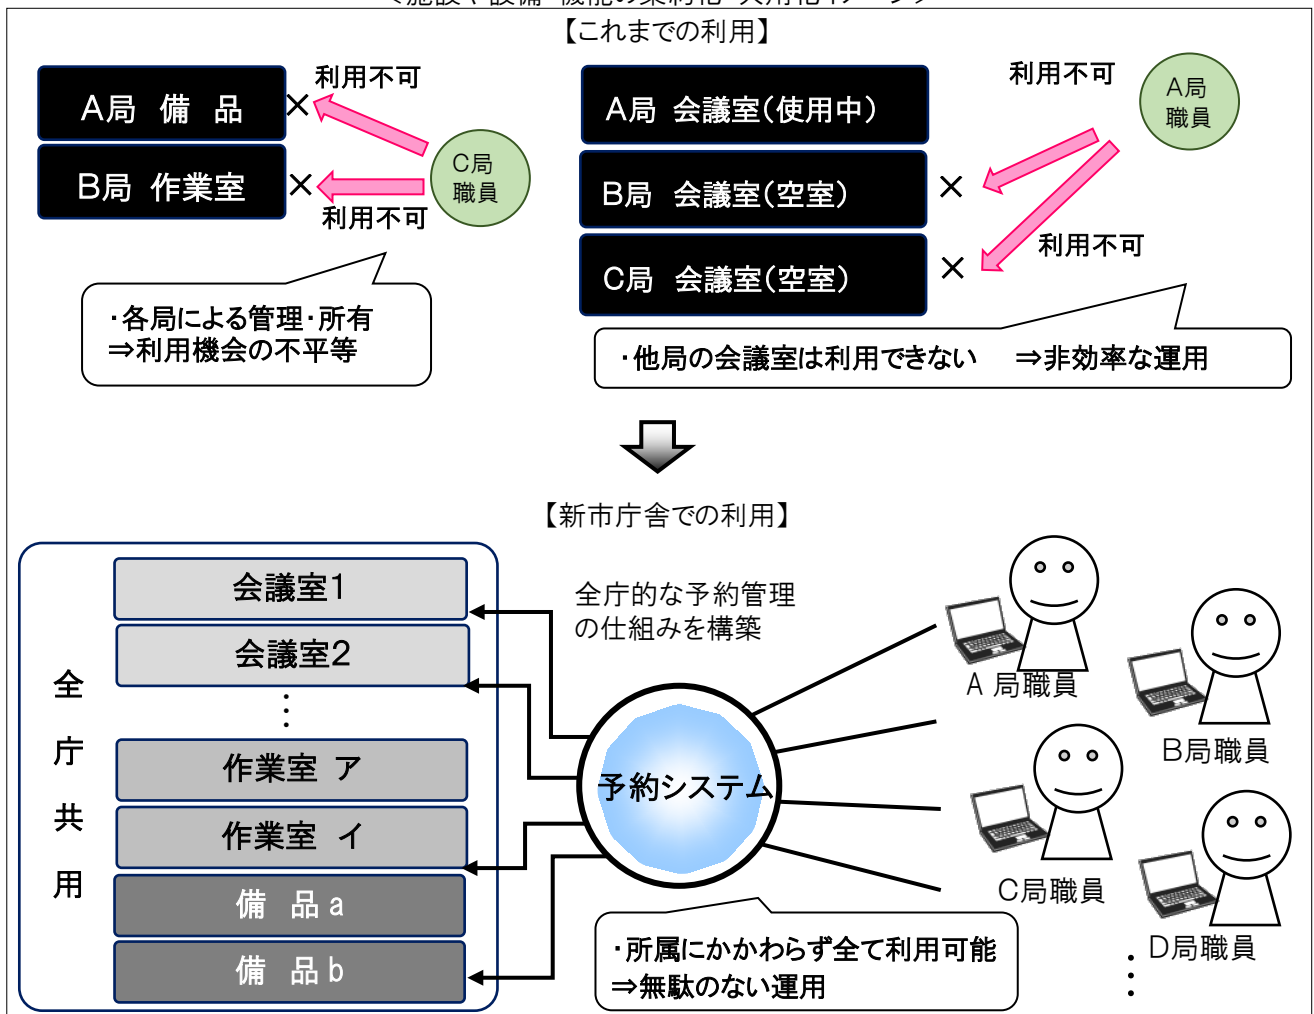 【これまでの利用】
利用不可
A局 備 品
×
B局 作業室
×
C局
職員
利用不可
・各局による管理・所有
⇒利用機会の不平等
利用不可
A局
職員
A局 会議室(使用中)
B局 会議室(空室)
×
利用不可
C局 会議室(空室)
×
・他局の会議室は利用できない ⇒非効率な運用
【新市庁舎での利用】
全庁共用
会議室1
会議室2
⋮
作業室 ア
作業室 イ
備 品 a
備 品 b
全庁的な予約管理
の仕組みを構築
予約システム
A 局職員
B局職員
C局職員
D局職員
⋮
・所属にかかわらず全て利用可能
⇒無駄のない運用